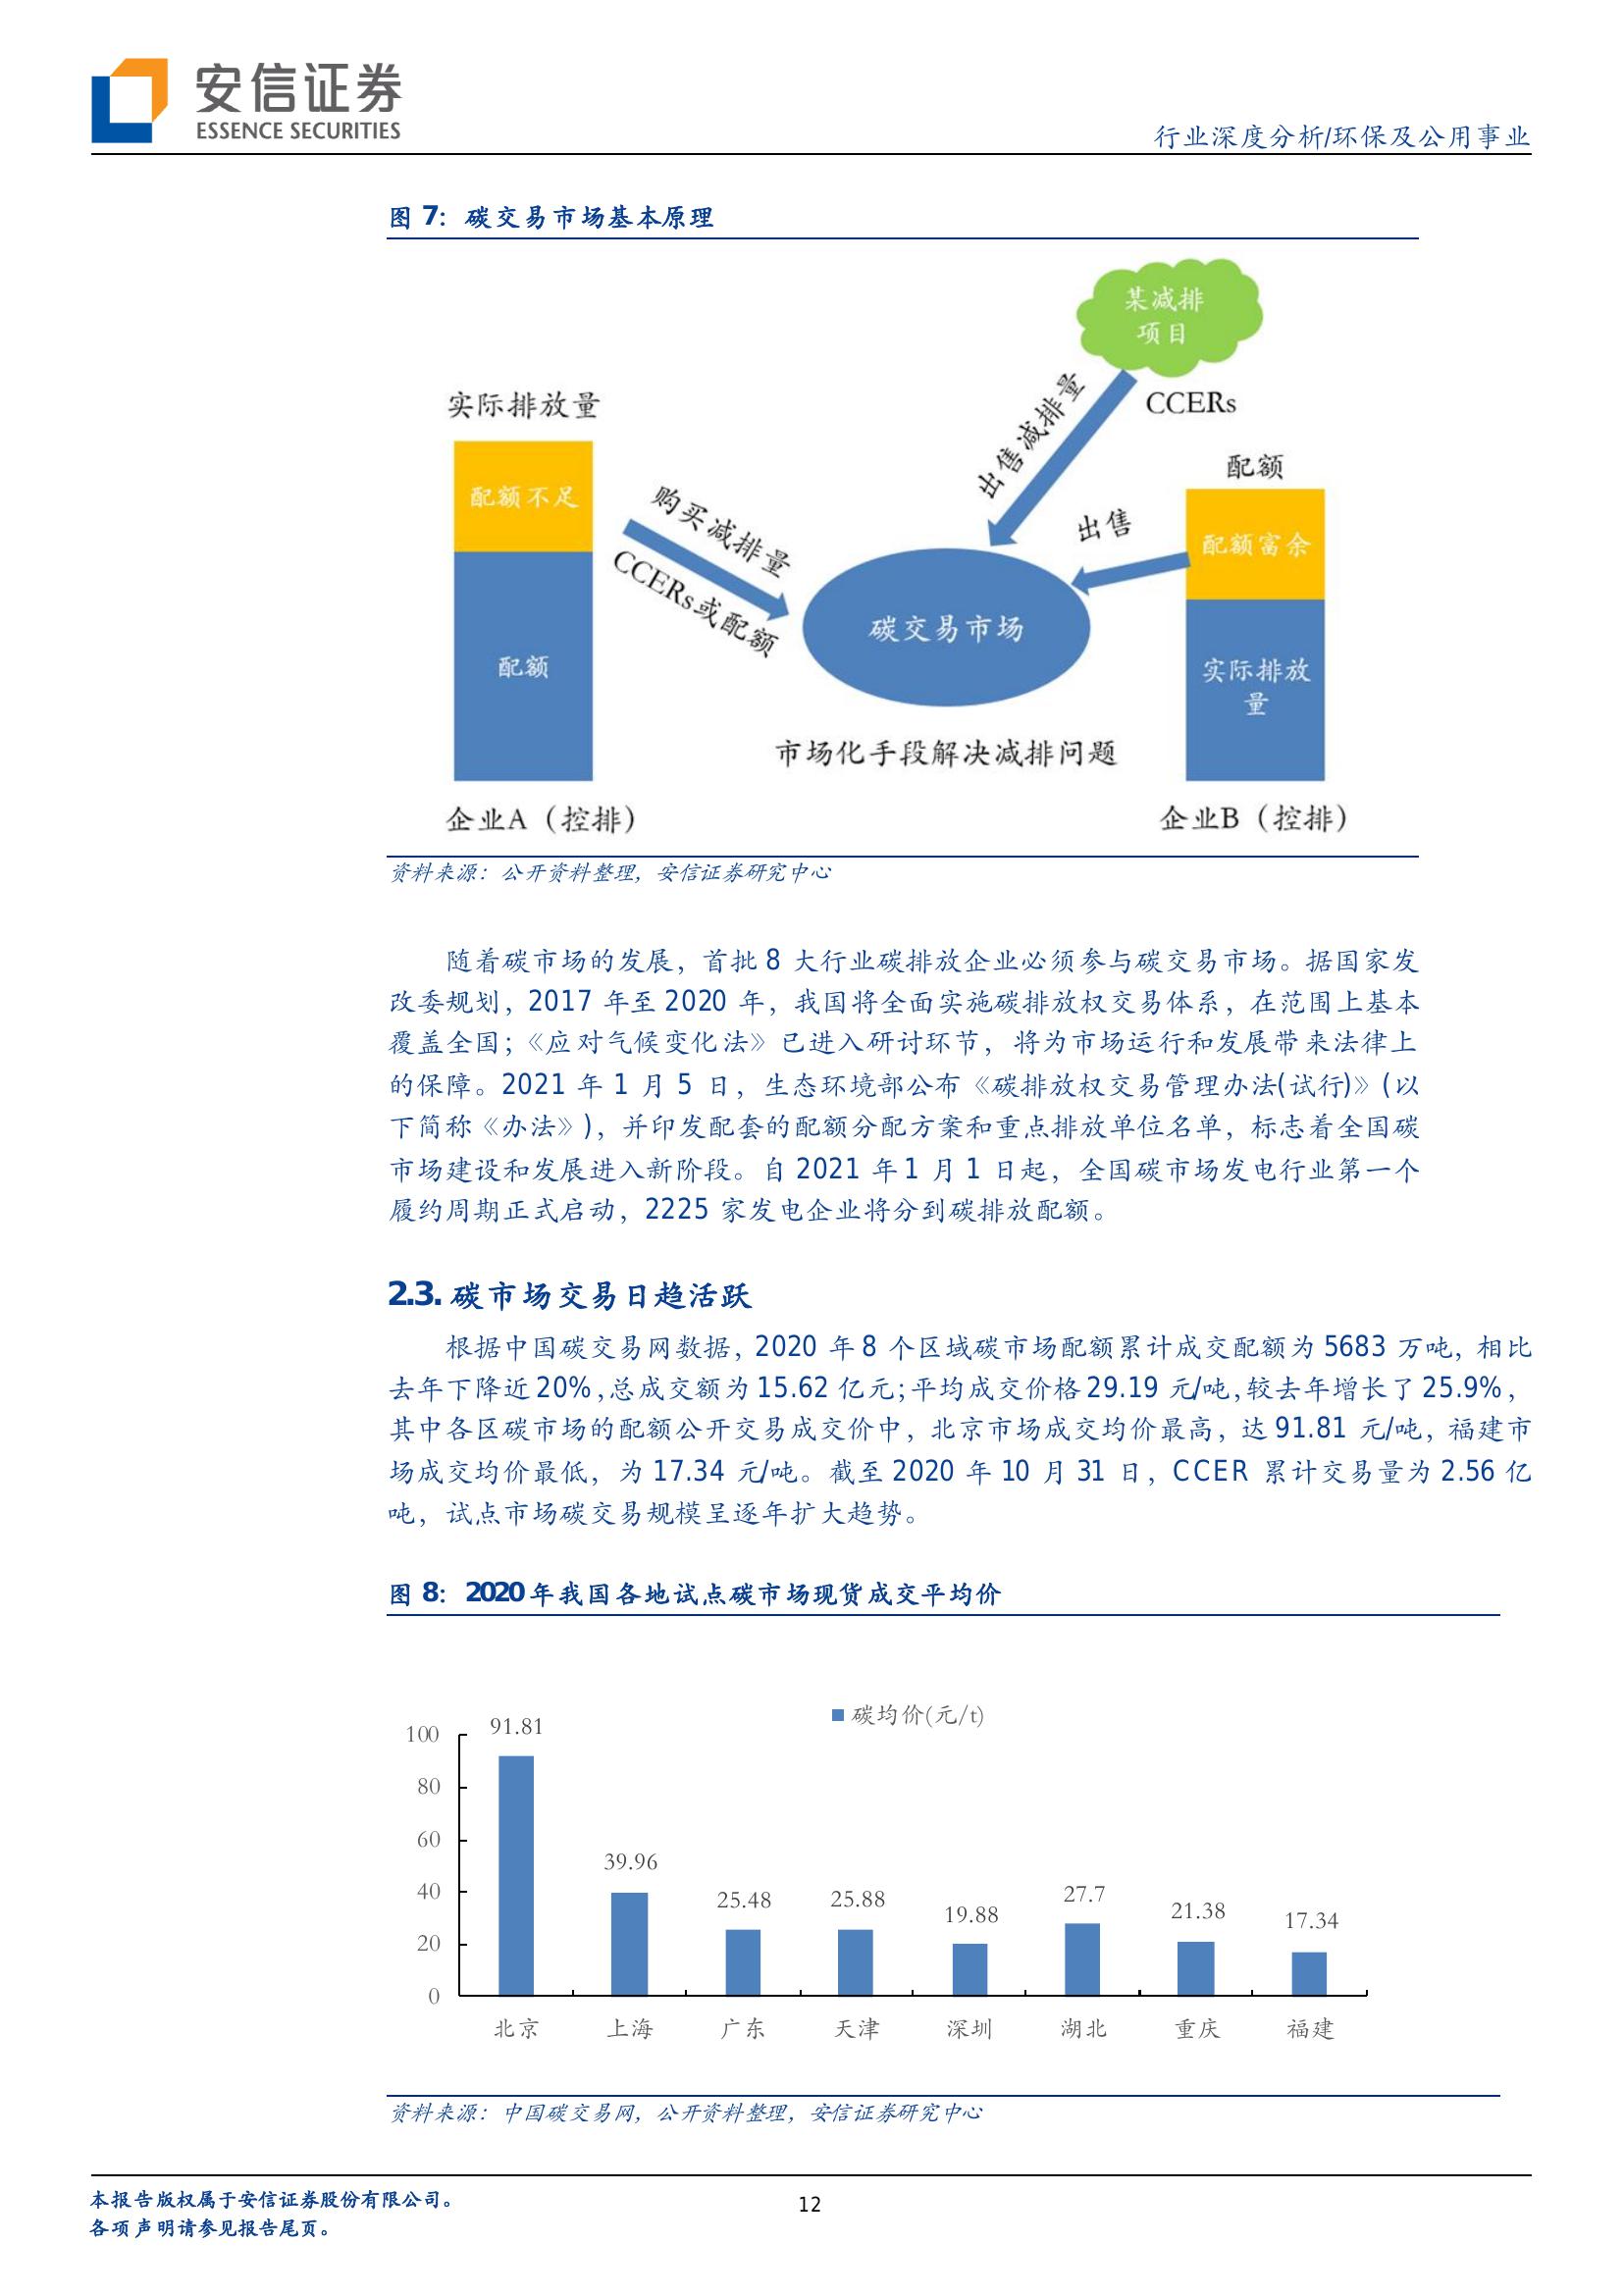 安信证券
ESSENCE SECURITIES
行业深度分析/环保及公用事业
图 7：碳交易市场基本原理
某减排
项目
CCERs
出售减排量
实际排放量
配额不足
配额
购买减排量
CCERs或配额
配额
配额富余
出售
碳交易市场
实际排放
量
市场化手段解决减排问题
企业A（控排）
企业B（控排）
资料来源：公开资料整理，安信证券研究中心
随着碳市场的发展，首批 8 大行业碳排放企业必须参与碳交易市场。据国家发
改委规划，2017 年至 2020 年，我国将全面实施碳排放权交易体系，在范围上基本
覆盖全国；《应对气候变化法》已进入研讨环节，将为市场运行和发展带来法律上
的保障。2021 年 1 月 5 日，生态环境部公布《碳排放权交易管理办法(试行)》(以
下简称《办法》)，并印发配套的配额分配方案和重点排放单位名单，标志着全国碳
市场建设和发展进入新阶段。自 2021 年 1 月 1 日起，全国碳市场发电行业第一个
履约周期正式启动，2225 家发电企业将分到碳排放配额。
2.3. 碳市场交易日趋活跃
根据中国碳交易网数据，2020 年 8 个区域碳市场配额累计成交配额为 5683 万吨，相比
去年下降近 20%，总成交额为 15.62 亿元；平均成交价格 29.19 元/吨，较去年增长了 25.9%，
其中各区碳市场的配额公开交易成交价中，北京市场成交均价最高，达 91.81 元/吨，福建市
场成交均价最低，为 17.34 元/吨。截至 2020 年 10 月 31 日，CCER 累计交易量为 2.56 亿
吨，试点市场碳交易规模呈逐年扩大趋势。
图 8：2020 年我国各地试点碳市场现货成交平均价
碳均价(元/t)
100
80
60
40
20
0
91.81
39.96
25.48
25.88
19.88
27.7
21.38
17.34
北京
上海
广东
天津
深圳
湖北
重庆
福建
资料来源：中国碳交易网，公开资料整理，安信证券研究中心
本报告版权属于安信证券股份有限公司。
12
各项声明请参见报告尾页。